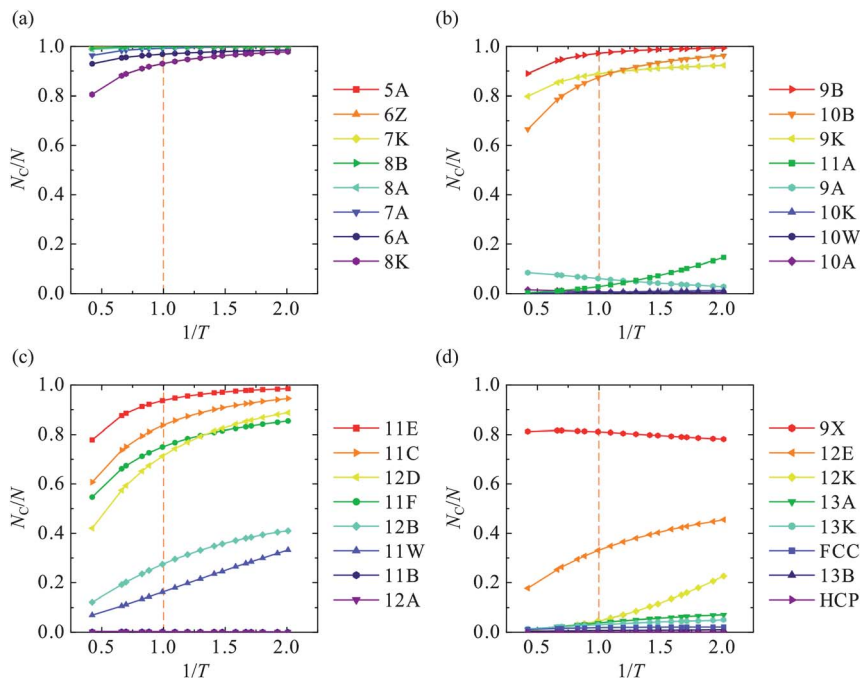 (a)
1.0
0.8
0.6
0.4
0.2
0.0
N_C/N
0.5
1.0
1.5
2.0
1/T
5A
6Z
7K
8B
8A
7A
6A
8K
(b)
1.0
0.8
0.6
0.4
0.2
0.0
N_C/N
0.5
1.0
1.5
2.0
1/T
9B
10B
9K
11A
9A
10K
10W
10A
(c)
1.0
0.8
0.6
0.4
0.2
0.0
N_C/N
0.5
1.0
1.5
2.0
1/T
11E
11C
12D
11F
12B
11W
11B
12A
(d)
1.0
0.8
0.6
0.4
0.2
0.0
N_C/N
0.5
1.0
1.5
2.0
1/T
9X
12E
12K
13A
13K
FCC
13B
HCP